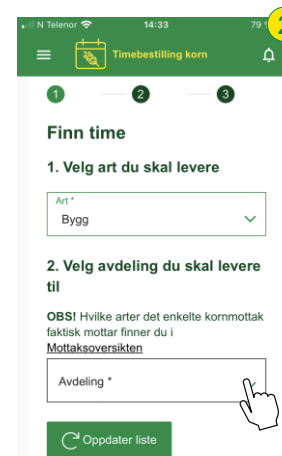 N Telenor 14:33 79 2
Timebestilling korn
1 2 3
Finn time
1. Velg art du skal levere
Art *
Bygg
2. Velg avdeling du skal levere
til
OBS! Hvilke arter det enkelte kornmottak
faktisk mottar finner du i
Mottaksoversikten
Avdeling *
Oppdater liste